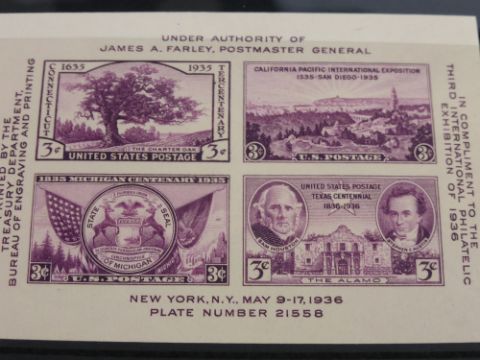 UNDER AUTHORITY OF
JAMES A. FARLEY, POSTMASTER GENERAL
PRINTED BY THE
TREASURY DEPARTMENT,
BUREAU OF ENGRAVING AND PRINTING
1635 1935
CONNECTICUT
TERCENTENARY
THE CHARTER OAK
3¢ 3¢
UNITED STATES POSTAGE
CALIFORNIA PACIFIC INTERNATIONAL EXPOSITION
1535-SAN DIEGO-1935
3¢ 3¢
U.S. POSTAGE
1835 MICHIGAN CENTENARY 1935
STATE SEAL
OF MICHIGAN
3¢ 3¢
U.S. POSTAGE
UNITED STATES POSTAGE
TEXAS CENTENNIAL
1836-1936
SAM HOUSTON
STEPHEN F. AUSTIN
3¢ 3¢
THE ALAMO
IN COMPLIMENT TO THE
THIRD INTERNATIONAL PHILATELIC
EXHIBITION OF 1936
NEW YORK, N.Y., MAY 9-17, 1936
PLATE NUMBER 21558